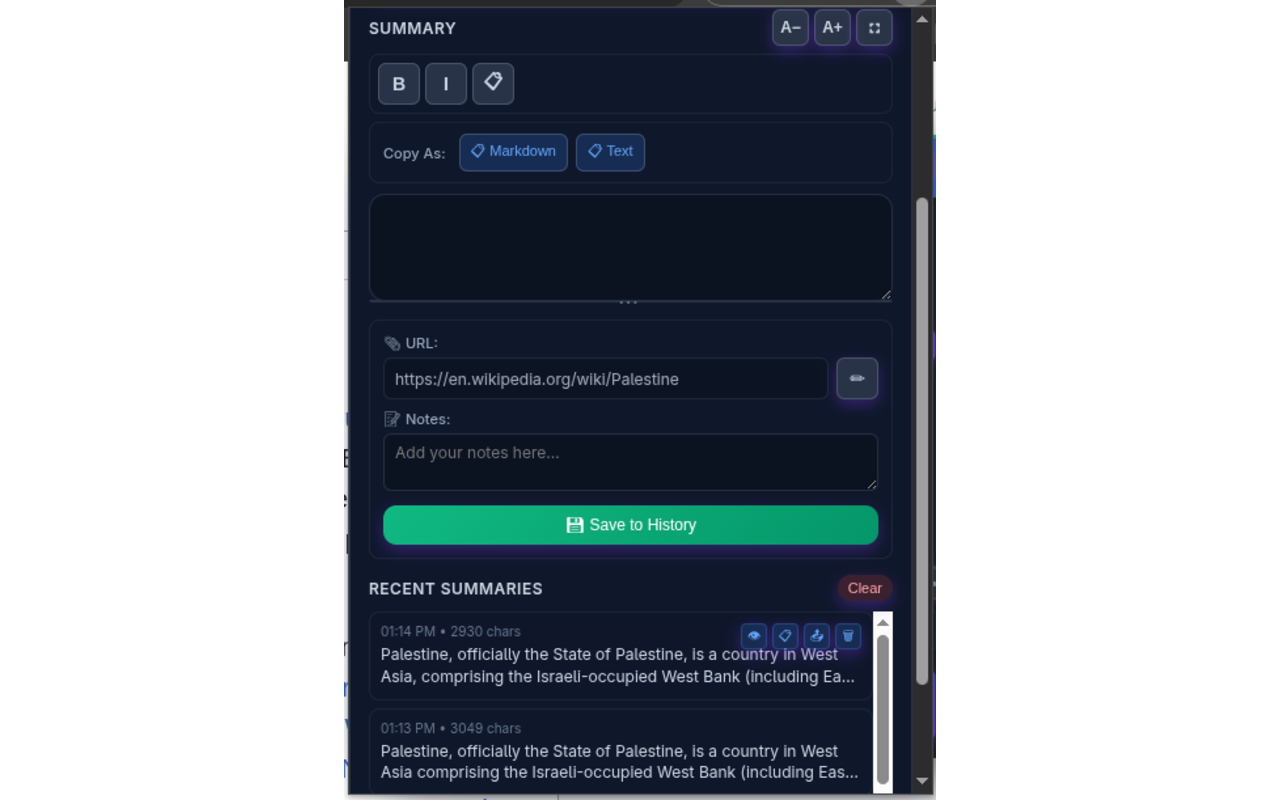 SUMMARY
A− A+
B I
Copy As: Markdown Text
URL:
https://en.wikipedia.org/wiki/Palestine
Notes:
Add your notes here...
Save to History
RECENT SUMMARIES Clear
01:14 PM • 2930 chars
Palestine, officially the State of Palestine, is a country in West
Asia, comprising the Israeli-occupied West Bank (including Ea...
01:13 PM • 3049 chars
Palestine, officially the State of Palestine, is a country in West
Asia comprising the Israeli-occupied West Bank (including Eas...